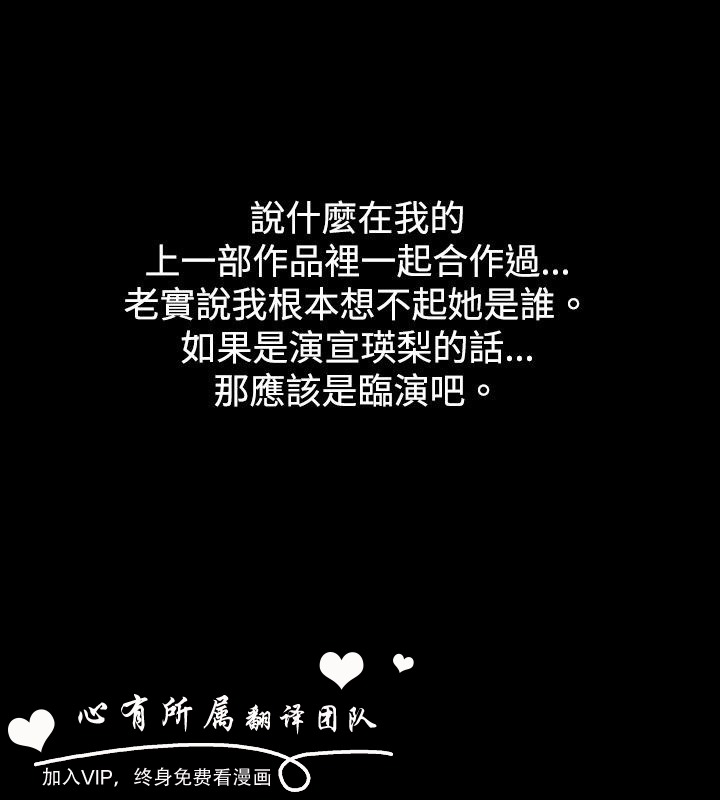 說什麼在我的
上一部作品裡一起合作過...
老實說我根本想不起她是誰。
如果是演宣瑛梨的話...
那應該是臨演吧。
心有所属翻译团队
加入VIP，终身免费看漫画